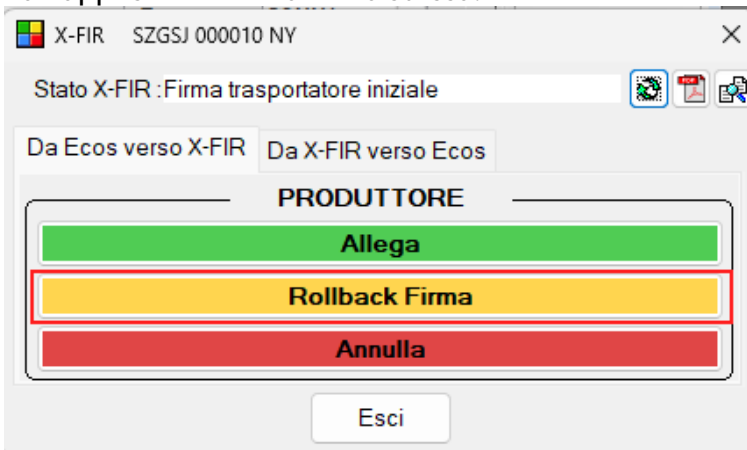 X-FIR SZGSJ 000010 NY
Stato X-FIR : Firma trasportatore iniziale
Da Ecos verso X-FIR Da X-FIR verso Ecos
PRODUTTORE
Allega
Rollback Firma
Annulla
Esci